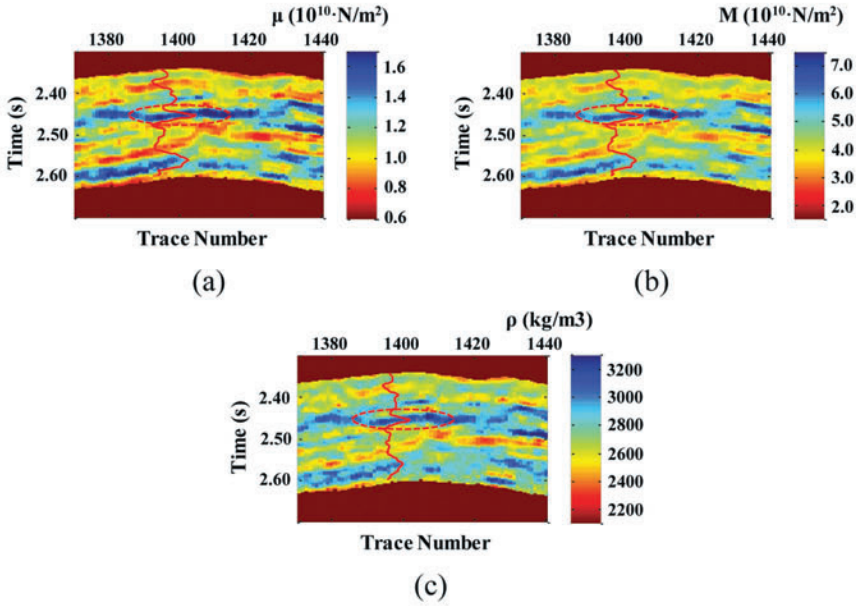 μ (10¹⁰·N/m²)
1380 1400 1420 1440
Time (s)
2.40
2.50
2.60
1.6
1.4
1.2
1.0
0.8
0.6
Trace Number
(a)
M (10¹⁰·N/m²)
1380 1400 1420 1440
Time (s)
2.40
2.50
2.60
7.0
6.0
5.0
4.0
3.0
2.0
Trace Number
(b)
ρ (kg/m3)
1380 1400 1420 1440
Time (s)
2.40
2.50
2.60
3200
3000
2800
2600
2400
2200
Trace Number
(c)